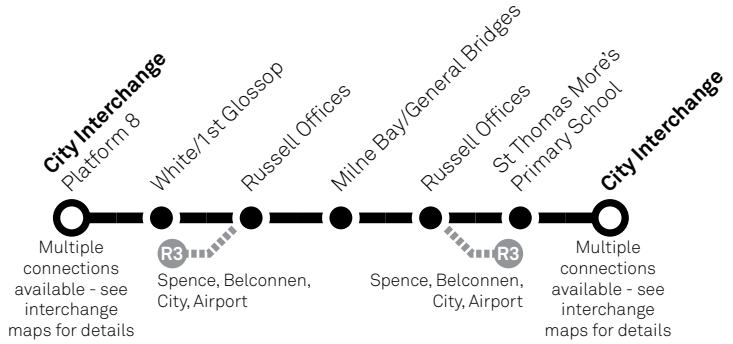 City Interchange
Platform 8
White/1st Glossop
Russell Offices
Milne Bay/General Bridges
Russell Offices
St Thomas More's
Primary School
City Interchange
Multiple
connections
available - see
interchange
maps for details
R3
Spence, Belconnen,
City, Airport
R3
Spence, Belconnen,
City, Airport
Multiple
connections
available - see
interchange
maps for details